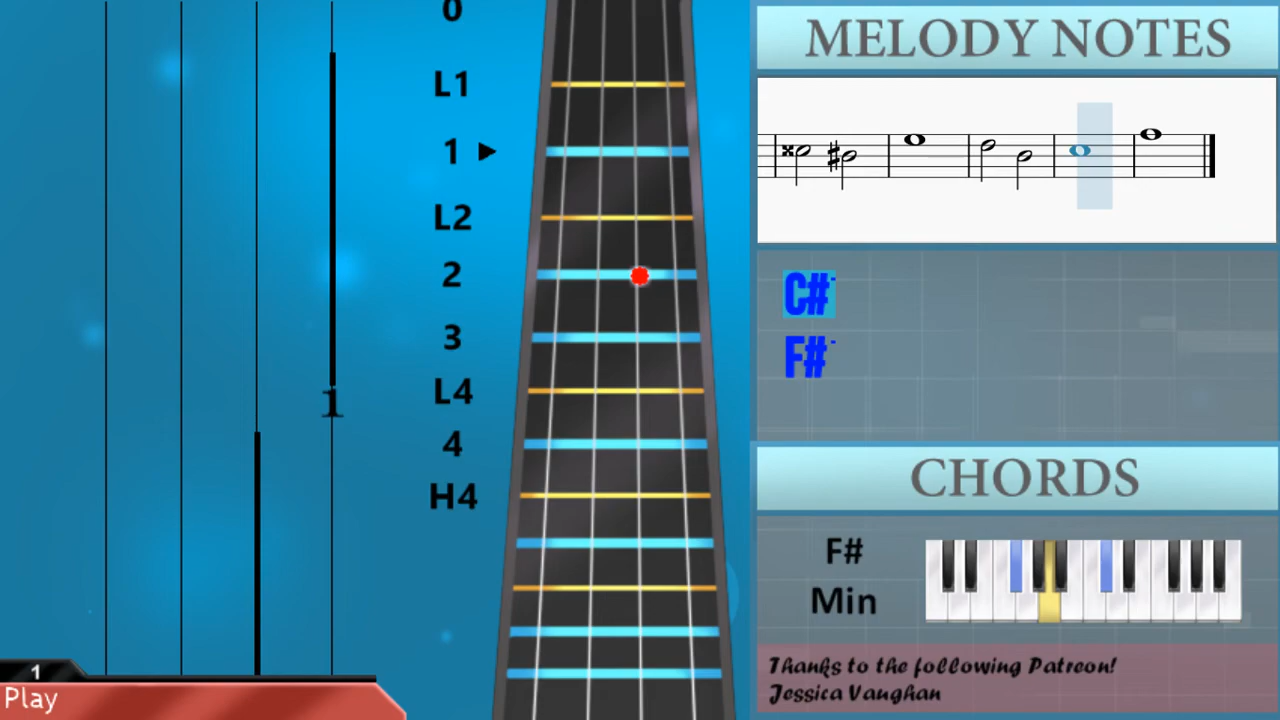 0
L1
1
L2
2
3
L4
4
H4
1
1
Play
MELODY NOTES
C#-
F#-
CHORDS
F#
Min
Thanks to the following Patreon!
Jessica Vaughan